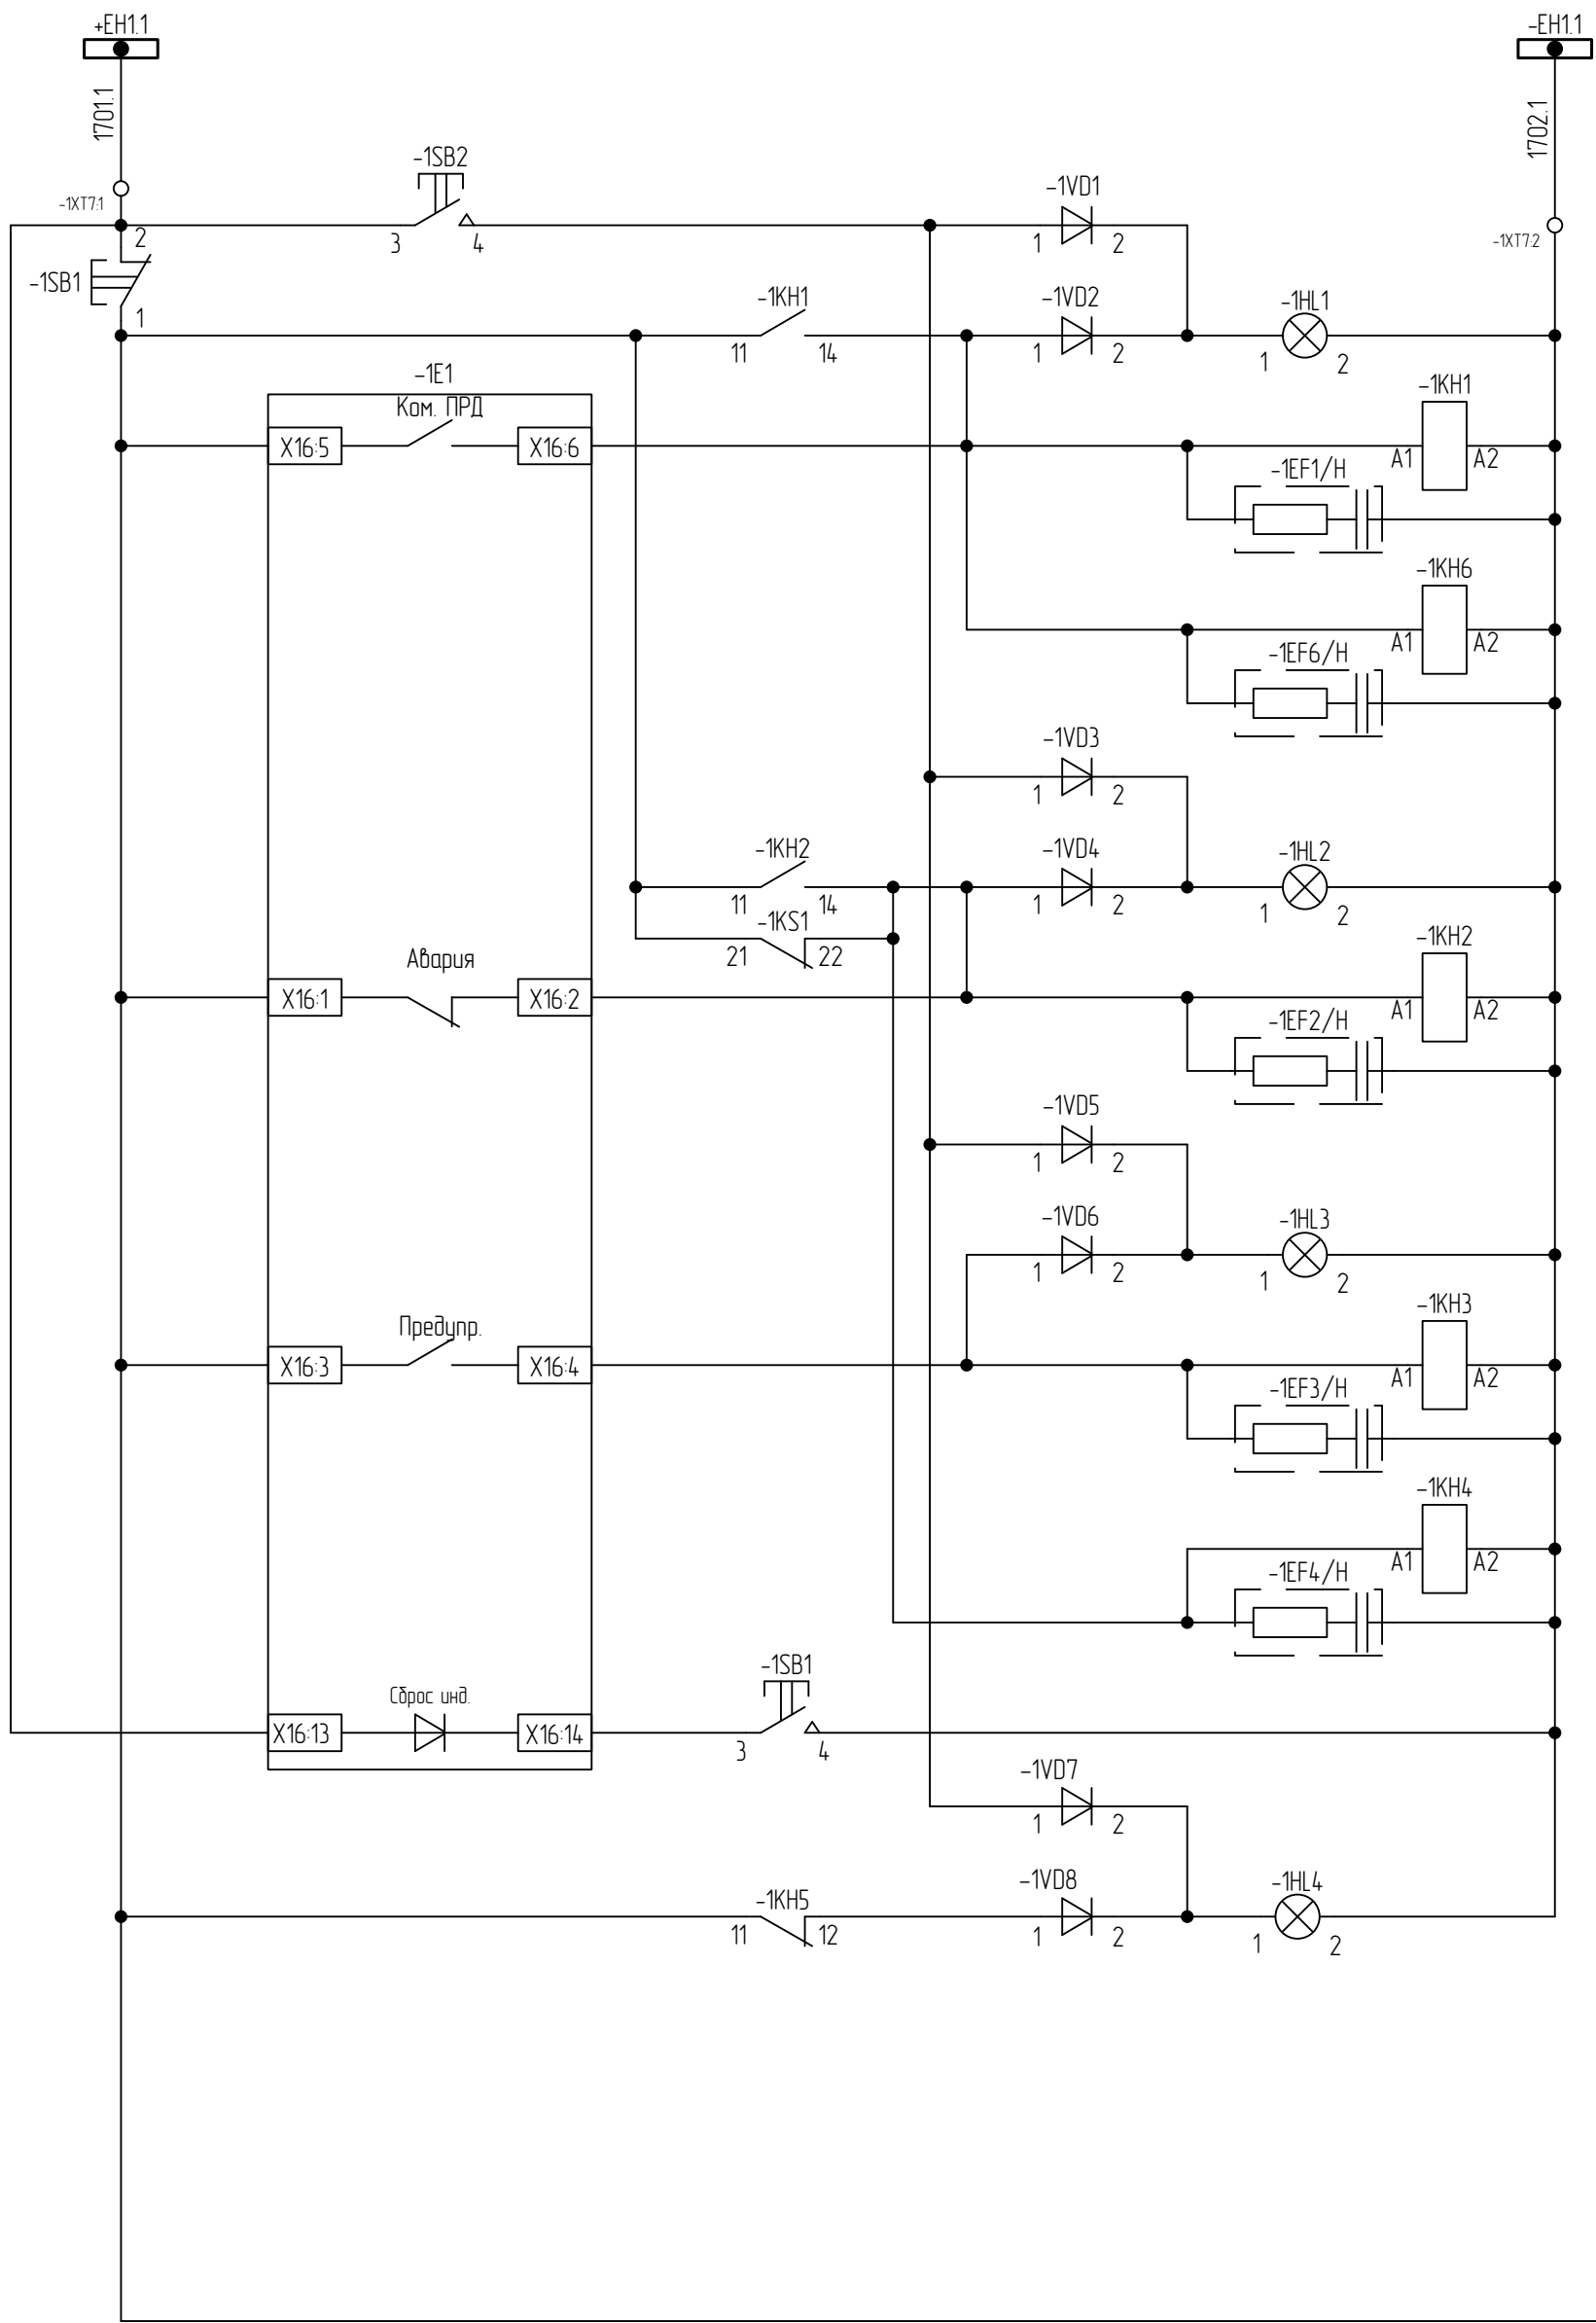 +EH1.1
-EH1.1
1701.1
1702.1
-1SB2
-1VD1
-1XT7:1
-1XT7:2
2
3
4
1
2
-1SB1
-1KH1
-1VD2
-1HL1
1
11
14
1
2
1
2
-1E1
-1KH1
Ком. ПРД
X16:5
X16:6
A1
A2
-1EF1/H
-1KH6
A1
A2
-1EF6/H
-1VD3
1
2
-1KH2
-1VD4
-1HL2
11
14
1
2
1
2
-1KS1
-1KH2
21
22
Авария
X16:1
X16:2
A1
A2
-1EF2/H
-1VD5
1
2
-1VD6
-1HL3
1
2
1
2
-1KH3
Предупр.
X16:3
X16:4
A1
A2
-1EF3/H
-1KH4
A1
A2
-1EF4/H
-1SB1
Сброс инд.
X16:13
X16:14
3
4
-1VD7
1
2
-1KH5
-1VD8
-1HL4
11
12
1
2
1
2